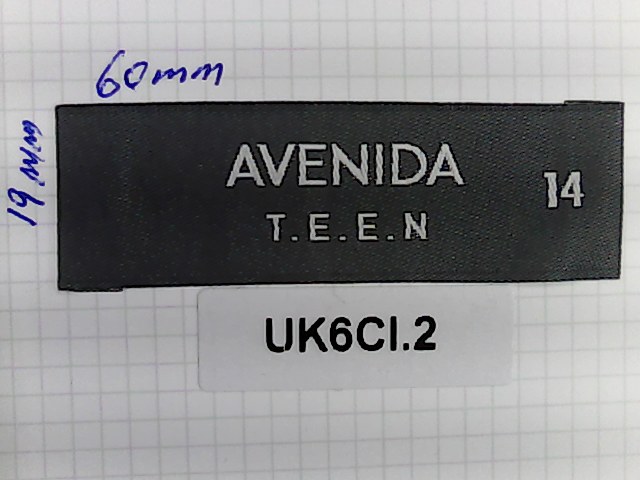 60mm
19mm
AVENIDA
14
T.E.E.N
UK6CI.2